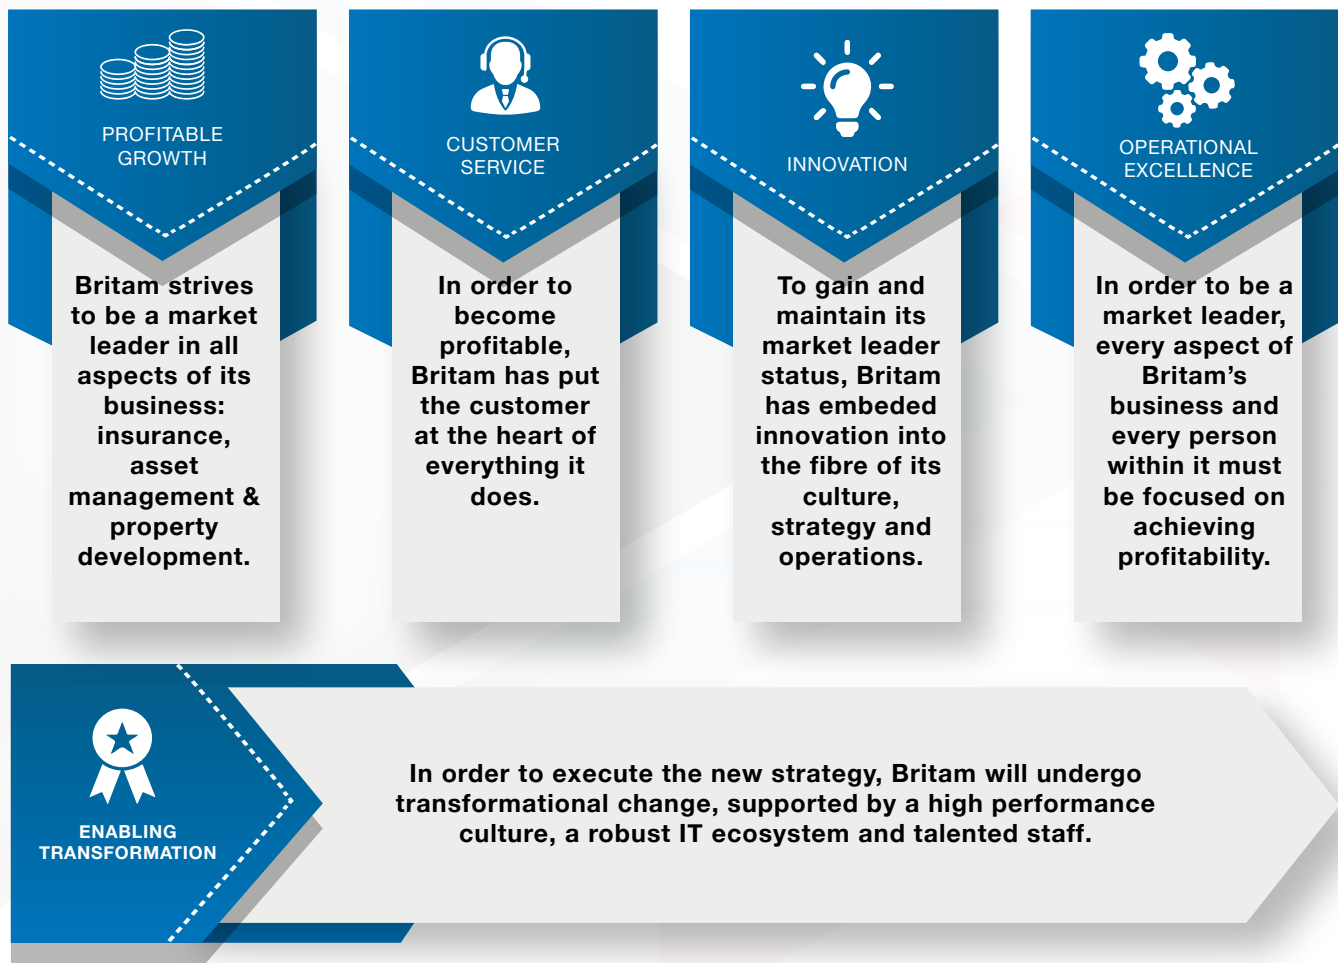 PROFITABLE
GROWTH
Britam strives
to be a market
leader in all
aspects of its
business:
insurance,
asset
management &
property
development.
CUSTOMER
SERVICE
In order to
become
profitable,
Britam has put
the customer
at the heart of
everything it
does.
INNOVATION
To gain and
maintain its
market leader
status, Britam
has embeded
innovation into
the fibre of its
culture,
strategy and
operations.
OPERATIONAL
EXCELLENCE
In order to be a
market leader,
every aspect of
Britam’s
business and
every person
within it must
be focused on
achieving
profitability.
ENABLING
TRANSFORMATION
In order to execute the new strategy, Britam will undergo
transformational change, supported by a high performance
culture, a robust IT ecosystem and talented staff.